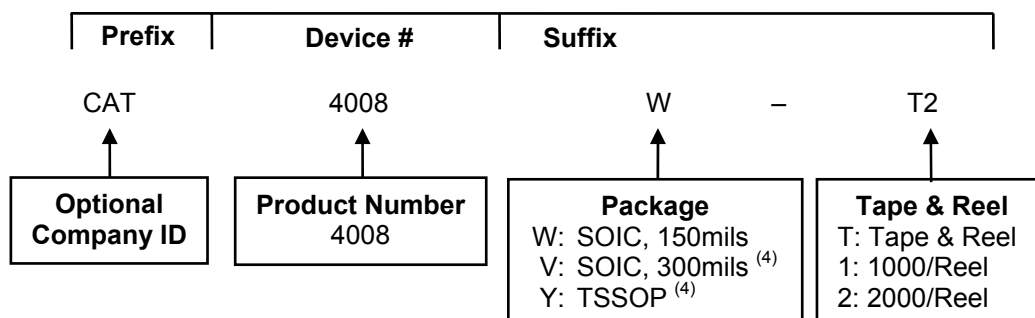 Prefix Device # Suffix
CAT 4008 W – T2
Optional
Company ID
Product Number
4008
Package
W: SOIC, 150mils
V: SOIC, 300mils (4)
Y: TSSOP (4)
Tape & Reel
T: Tape & Reel
1: 1000/Reel
2: 2000/Reel